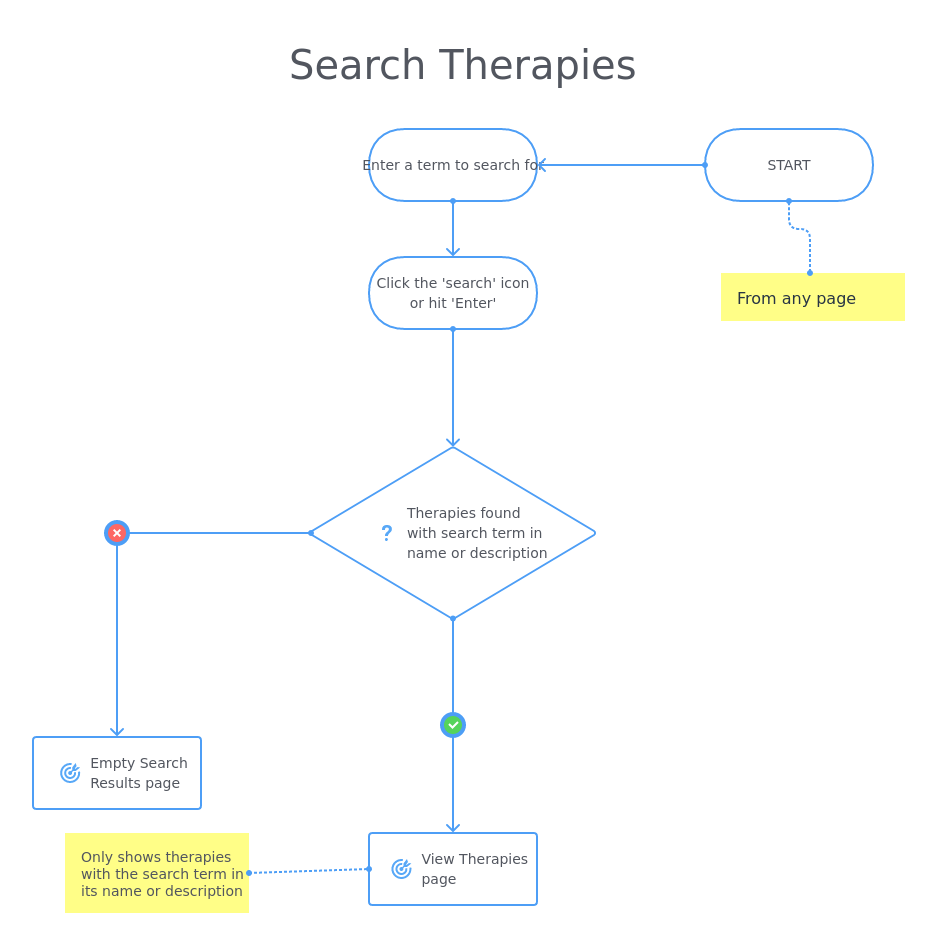 Search Therapies
Enter a term to search for
START
Click the 'search' icon
or hit 'Enter'
From any page
Therapies found
with search term in
name or description
?
Empty Search
Results page
Only shows therapies
with the search term in
its name or description
View Therapies
page